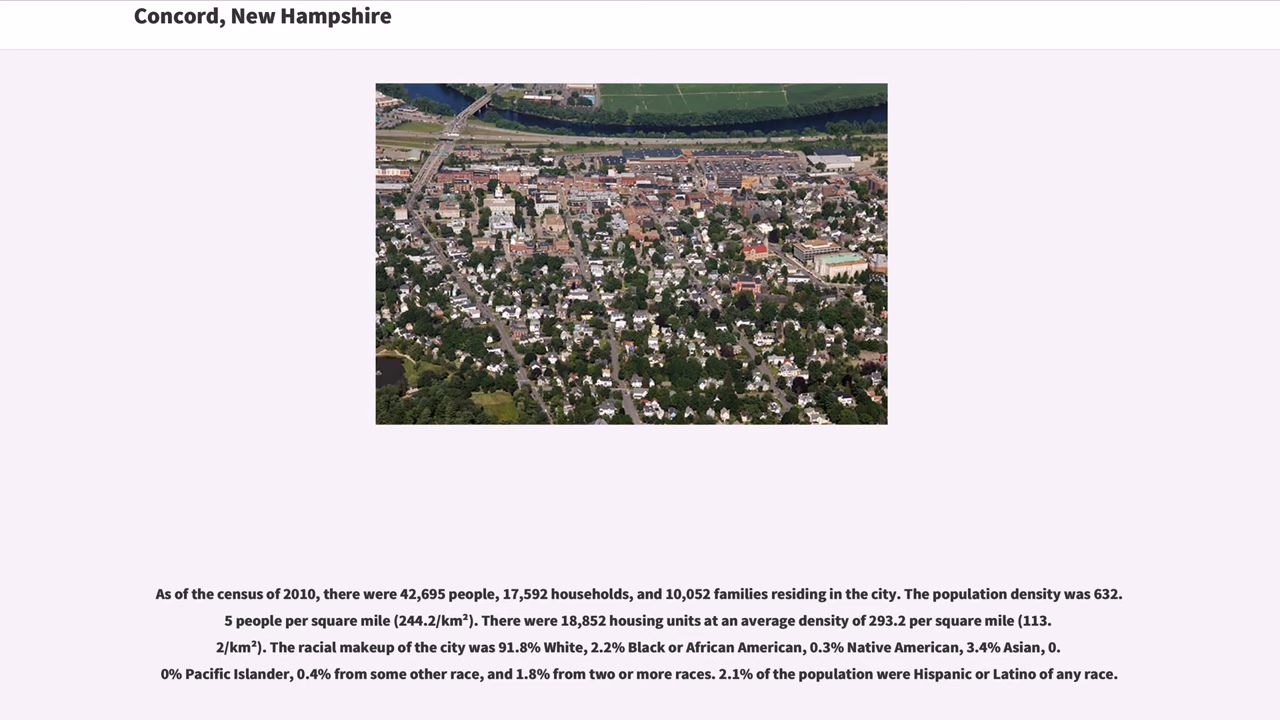 Concord, New Hampshire
As of the census of 2010, there were 42,695 people, 17,592 households, and 10,052 families residing in the city. The population density was 632.
5 people per square mile (244.2/km²). There were 18,852 housing units at an average density of 293.2 per square mile (113.
2/km²). The racial makeup of the city was 91.8% White, 2.2% Black or African American, 0.3% Native American, 3.4% Asian, 0.
0% Pacific Islander, 0.4% from some other race, and 1.8% from two or more races. 2.1% of the population were Hispanic or Latino of any race.